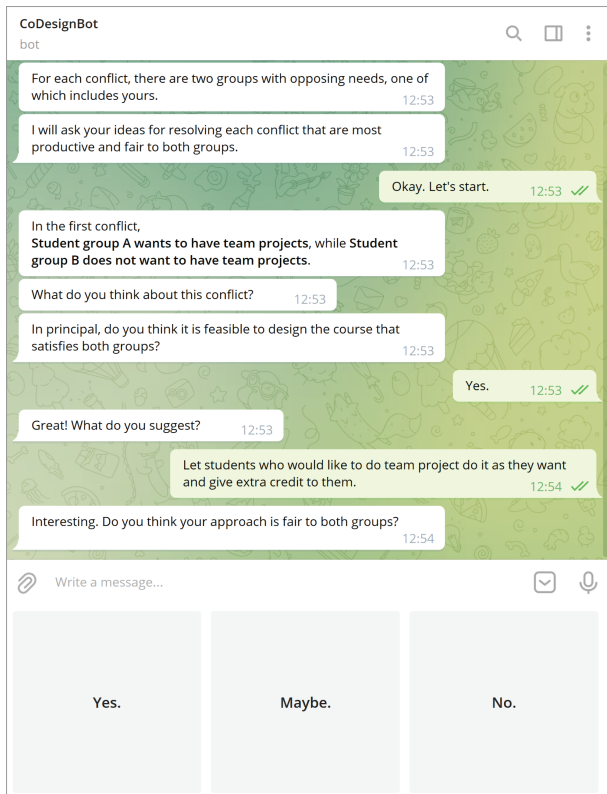 CoDesignBot
bot
For each conflict, there are two groups with opposing needs, one of
which includes yours.
12:53
I will ask your ideas for resolving each conflict that are most
productive and fair to both groups.
12:53
Okay. Let's start.
12:53
In the first conflict,
Student group A wants to have team projects, while Student
group B does not want to have team projects.
12:53
What do you think about this conflict?
12:53
In principal, do you think it is feasible to design the course that
satisfies both groups?
12:53
Yes.
12:53
Great! What do you suggest?
12:53
Let students who would like to do team project do it as they want
and give extra credit to them.
12:54
Interesting. Do you think your approach is fair to both groups?
12:54
Write a message...
Yes.
Maybe.
No.